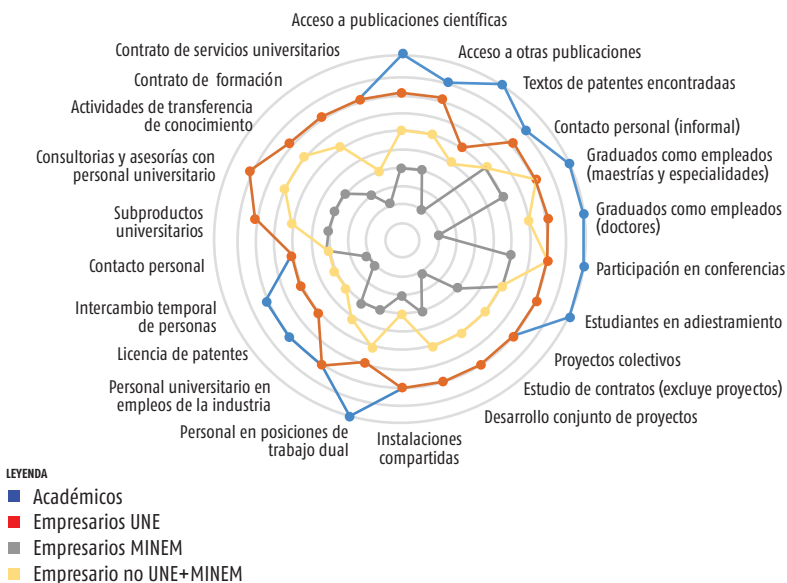 Acceso a publicaciones científicas
Acceso a otras publicaciones
Textos de patentes encontradaas
Contacto personal (informal)
Graduados como empleados
(maestrías y especialidades)
Graduados como empleados
(doctores)
Participación en conferencias
Estudiantes en adiestramiento
Proyectos colectivos
Estudio de contratos (excluye proyectos)
Desarrollo conjunto de proyectos
Instalaciones
compartidas
Personal en posiciones de
trabajo dual
Personal universitario en
empleos de la industria
Licencia de patentes
Intercambio temporal
de personas
Contacto personal
Subproductos
universitarios
Consultorias y asesorías con
personal universitario
Actividades de transferencia
de conocimiento
Contrato de formación
Contrato de servicios universitarios
LEYENDA
Académicos
Empresarios UNE
Empresarios MINEM
Empresario no UNE+MINEM